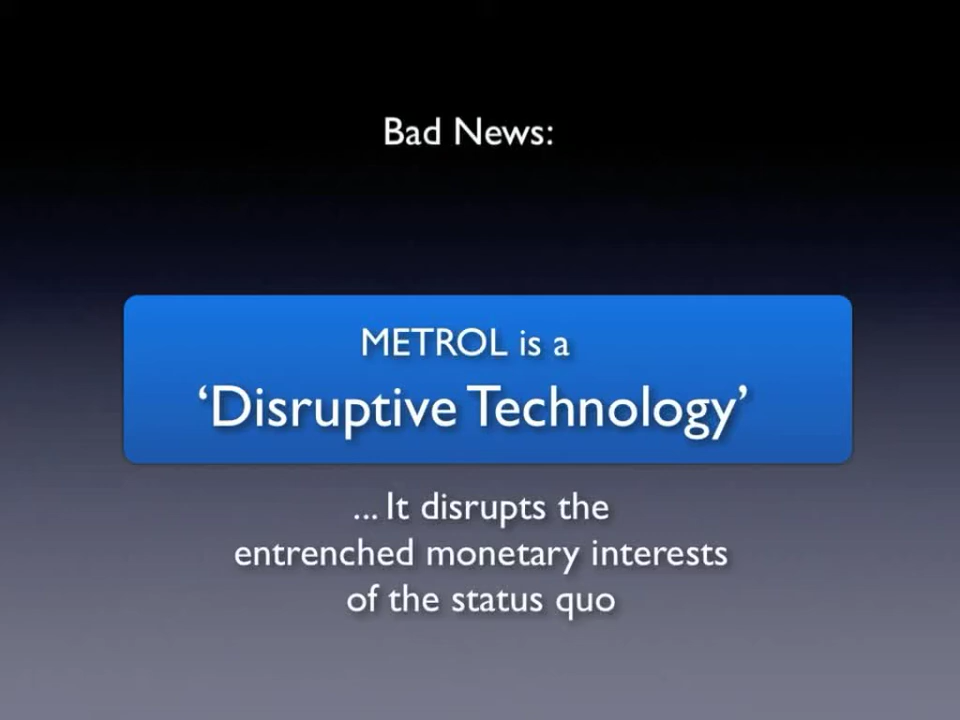 Bad News:
METROL is a
‘Disruptive Technology’
... It disrupts the
entrenched monetary interests
of the status quo